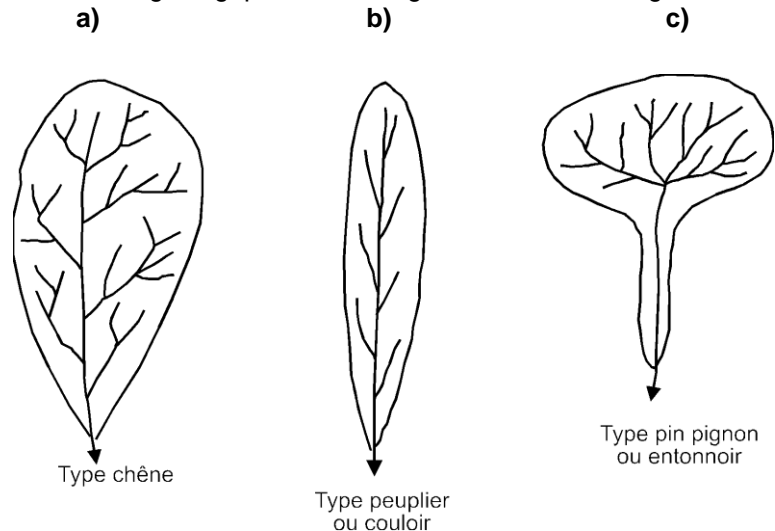 a) b) c)
Type chêne
Type peuplier
ou couloir
Type pin pignon
ou entonnoir